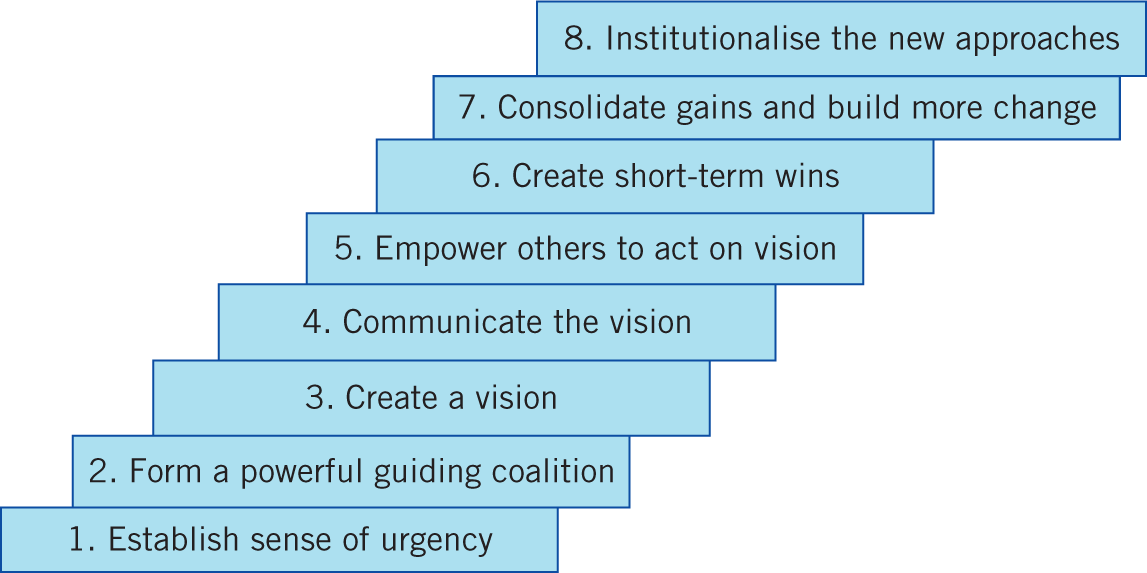 8. Institutionalise the new approaches
7. Consolidate gains and build more change
6. Create short-term wins
5. Empower others to act on vision
4. Communicate the vision
3. Create a vision
2. Form a powerful guiding coalition
1. Establish sense of urgency